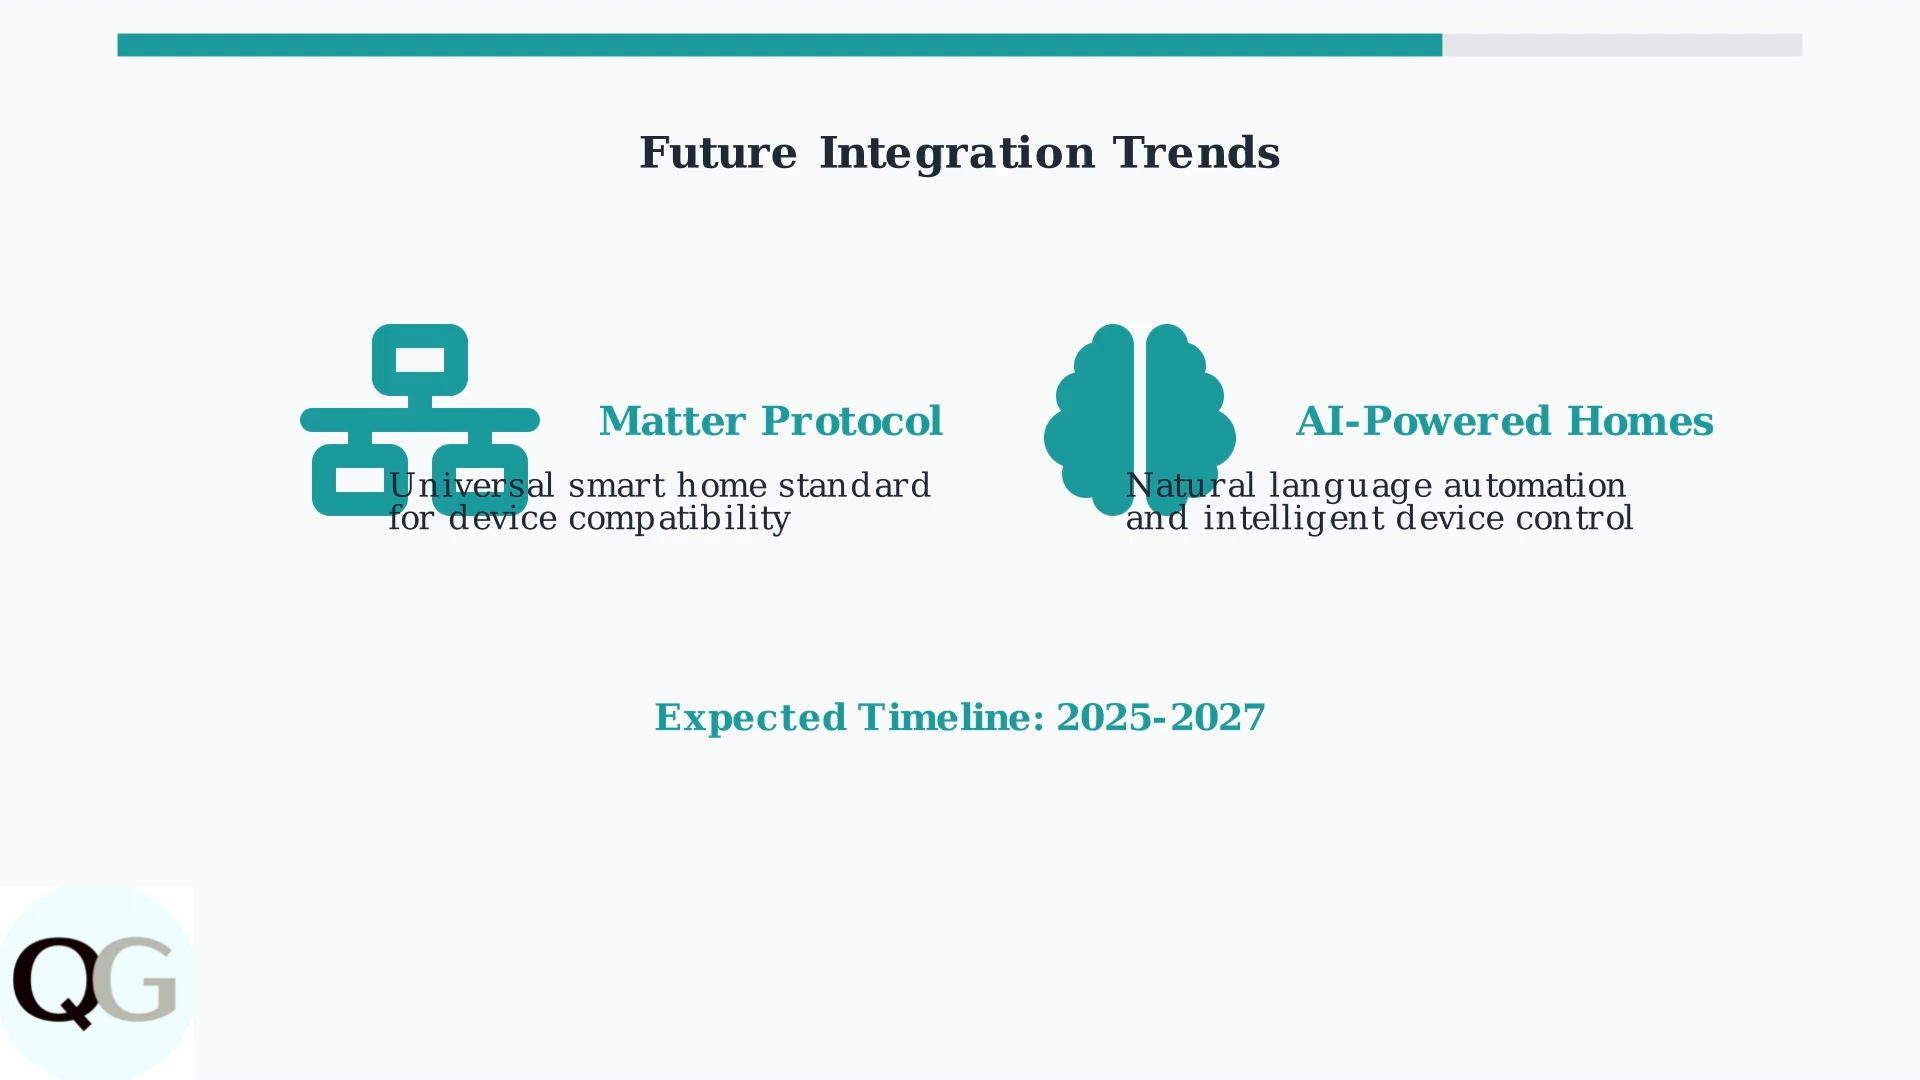 Future Integration Trends
Matter Protocol
Universal smart home standard
for device compatibility
AI-Powered Homes
Natural language automation
and intelligent device control
Expected Timeline: 2025-2027
QG